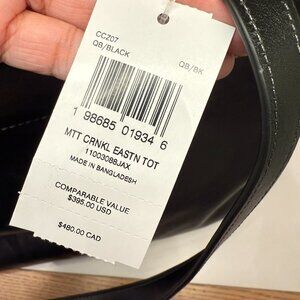 CCZ07
QB/BLACK
QB/BK
1 98685 01934 6
MTT CRNKL EASTN TOT
11003088JAX
MADE IN BANGLADESH
COMPARABLE VALUE
$395.00 USD
$480.00 CAD